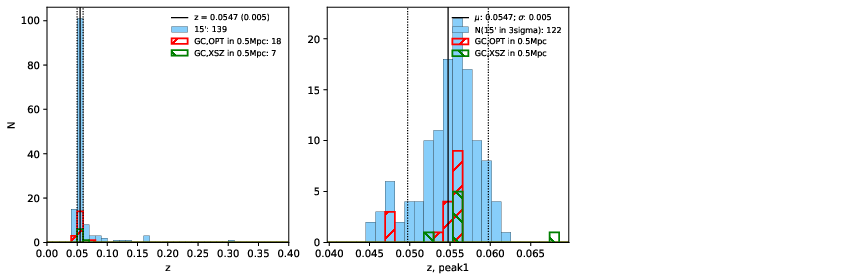 z = 0.0547 (0.005)
15': 139
GC,OPT in 0.5Mpc: 18
GC,XSZ in 0.5Mpc: 7
N
100
80
60
40
20
0
0.00 0.05 0.10 0.15 0.20 0.25 0.30 0.35 0.40
z
μ: 0.0547; σ: 0.005
N(15' in 3sigma): 122
GC,OPT in 0.5Mpc
GC,XSZ in 0.5Mpc
20
15
10
5
0
0.040 0.045 0.050 0.055 0.060 0.065
z, peak1